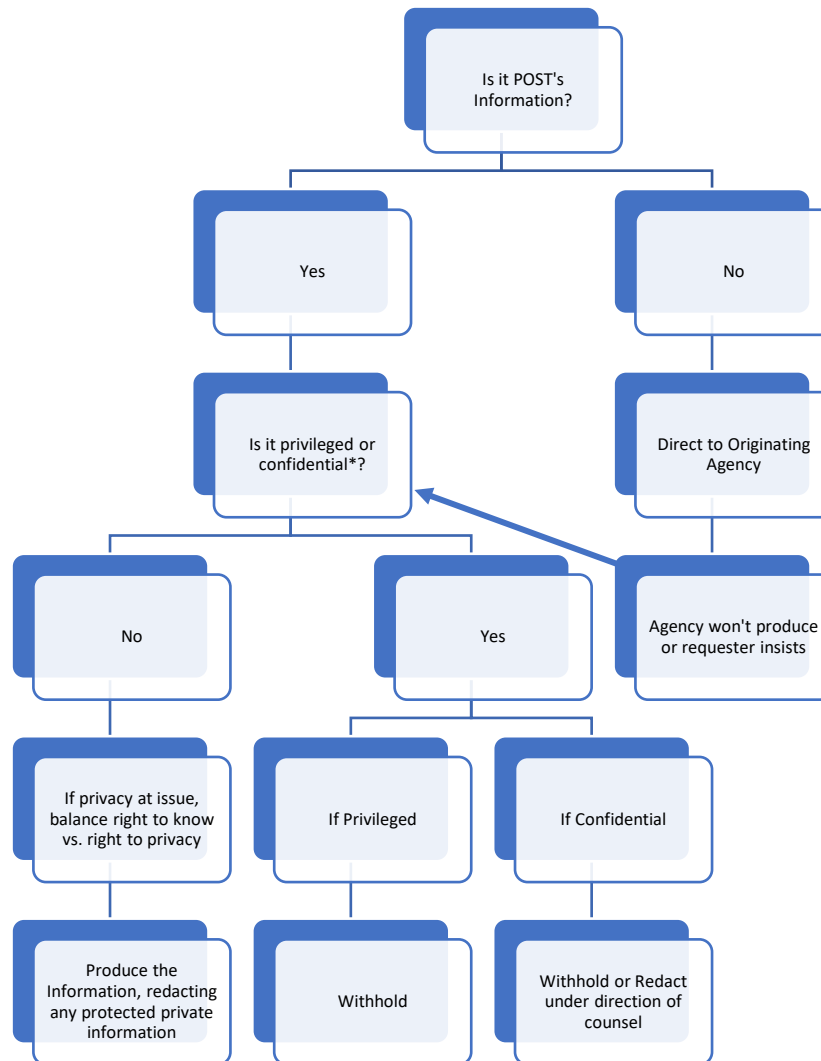 Is it POST's
Information?
Yes
No
Is it privileged or
confidential*?
Direct to Originating
Agency
No
Yes
Agency won't produce
or requester insists
If privacy at issue,
balance right to know
vs. right to privacy
If Privileged
If Confidential
Produce the
Information, redacting
any protected private
information
Withhold
Withhold or Redact
under direction of
counsel